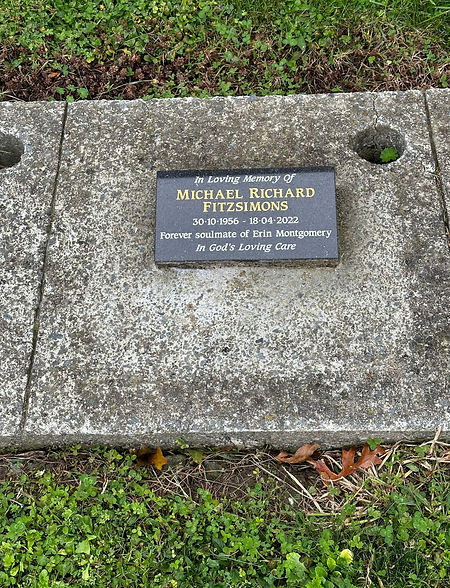 In Loving Memory Of
MICHAEL RICHARD
FITZSIMONS
30·10·1956 - 18·04·2022
Forever soulmate of Erin Montgomery
In God's Loving Care